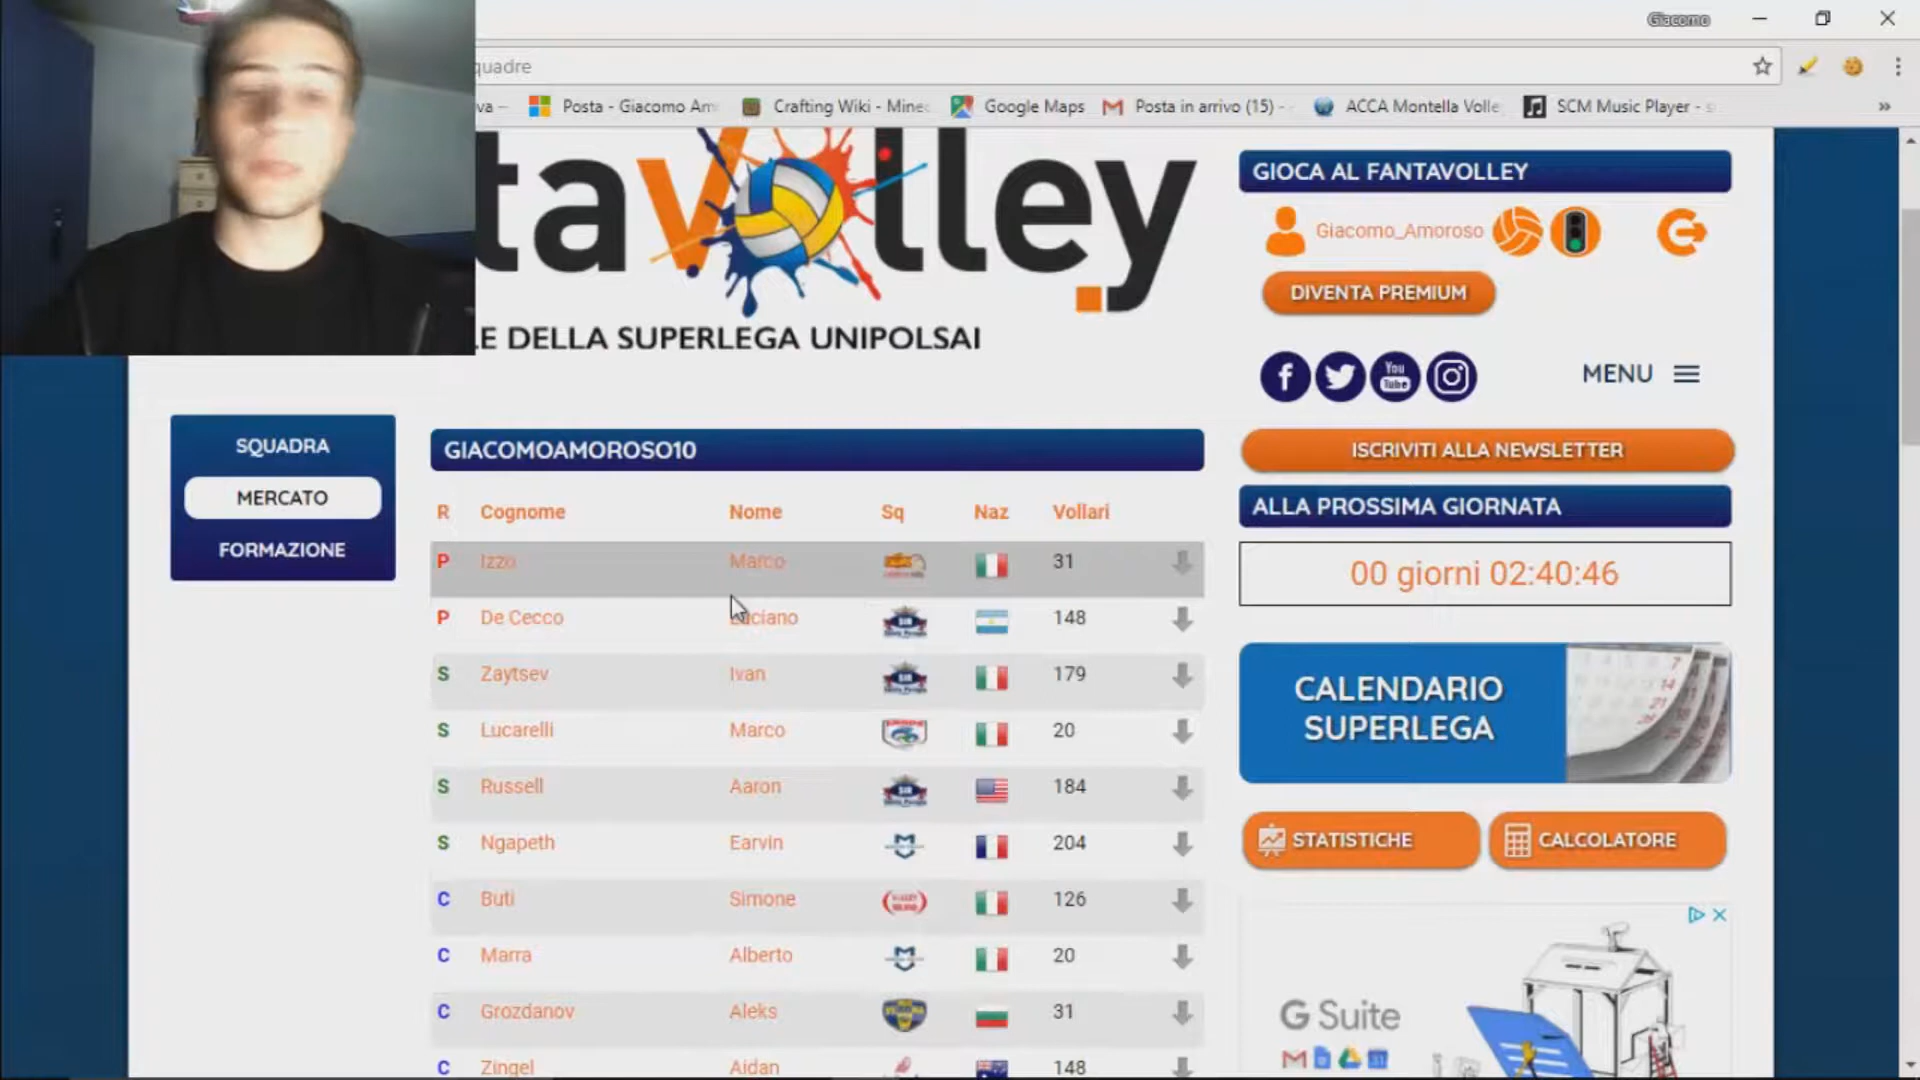 Giacomo
quadre
va –
Posta - Giacomo Am
Crafting Wiki - Mine
Google Maps
Posta in arrivo (15) -
ACCA Montella Volle
SCM Music Player -
»
tavolley
E DELLA SUPERLEGA UNIPOLSAI
GIOCA AL FANTAVOLLEY
Giacomo_Amoroso
DIVENTA PREMIUM
You
Tube
MENU
ISCRIVITI ALLA NEWSLETTER
ALLA PROSSIMA GIORNATA
00 giorni 02:40:46
CALENDARIO
SUPERLEGA
STATISTICHE
CALCOLATORE
G Suite
SQUADRA
MERCATO
FORMAZIONE
GIACOMOAMOROSO10
R Cognome Nome Sq Naz Vollari
P Izzo Marco 31
P De Cecco Luciano 148
S Zaytsev Ivan 179
S Lucarelli Marco 20
S Russell Aaron 184
S Ngapeth Earvin 204
C Buti Simone 126
C Marra Alberto 20
C Grozdanov Aleks 31
C Zingel Aidan 148